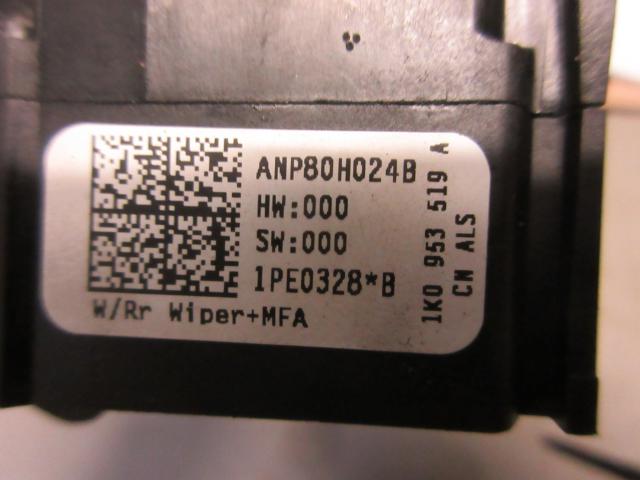 ANP80H024B
HW:000
SW:000
1PE0328*B
W/Rr Wiper+MFA
1K0 953 519 A
CN ALS